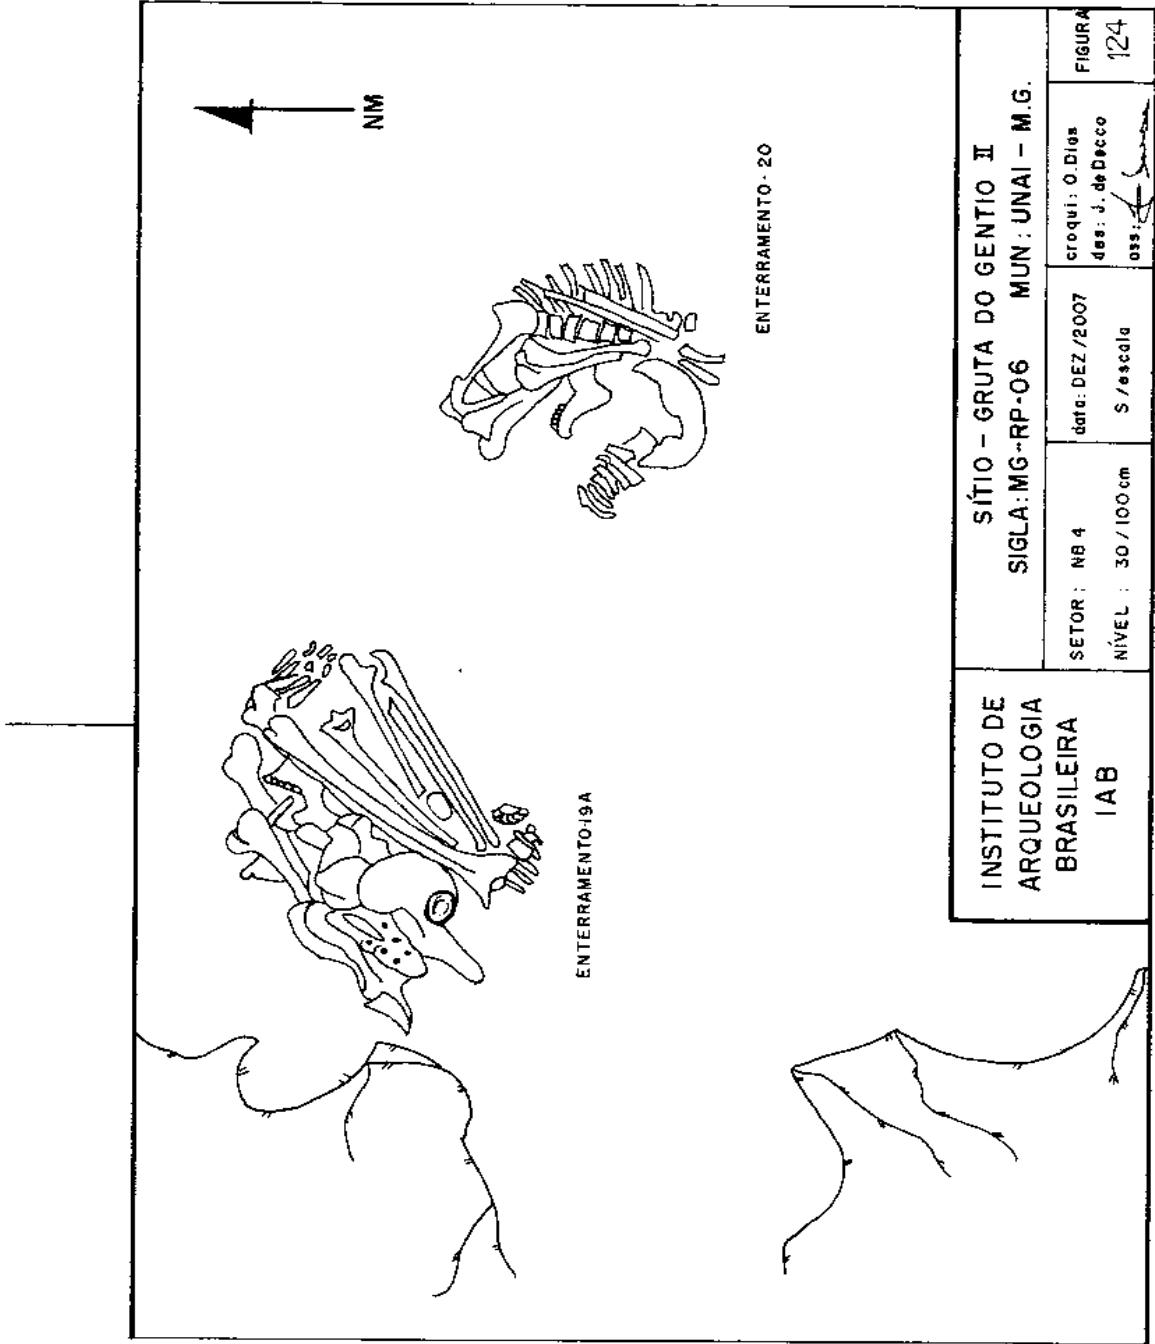 NM
ENTERRAMENTO-19A
ENTERRAMENTO-20
INSTITUTO DE
ARQUEOLOGIA
BRASILEIRA
IAB
SÍTIO - GRUTA DO GENTIO II
SIGLA: MG-RP-06 MUN: UNAI - M.G.
SETOR: NB 4
NÍVEL: 30/100cm
data: DEZ/2007
S/escala
croqui: O.Dias
des: J. de Decco
ass:
FIGURA
124